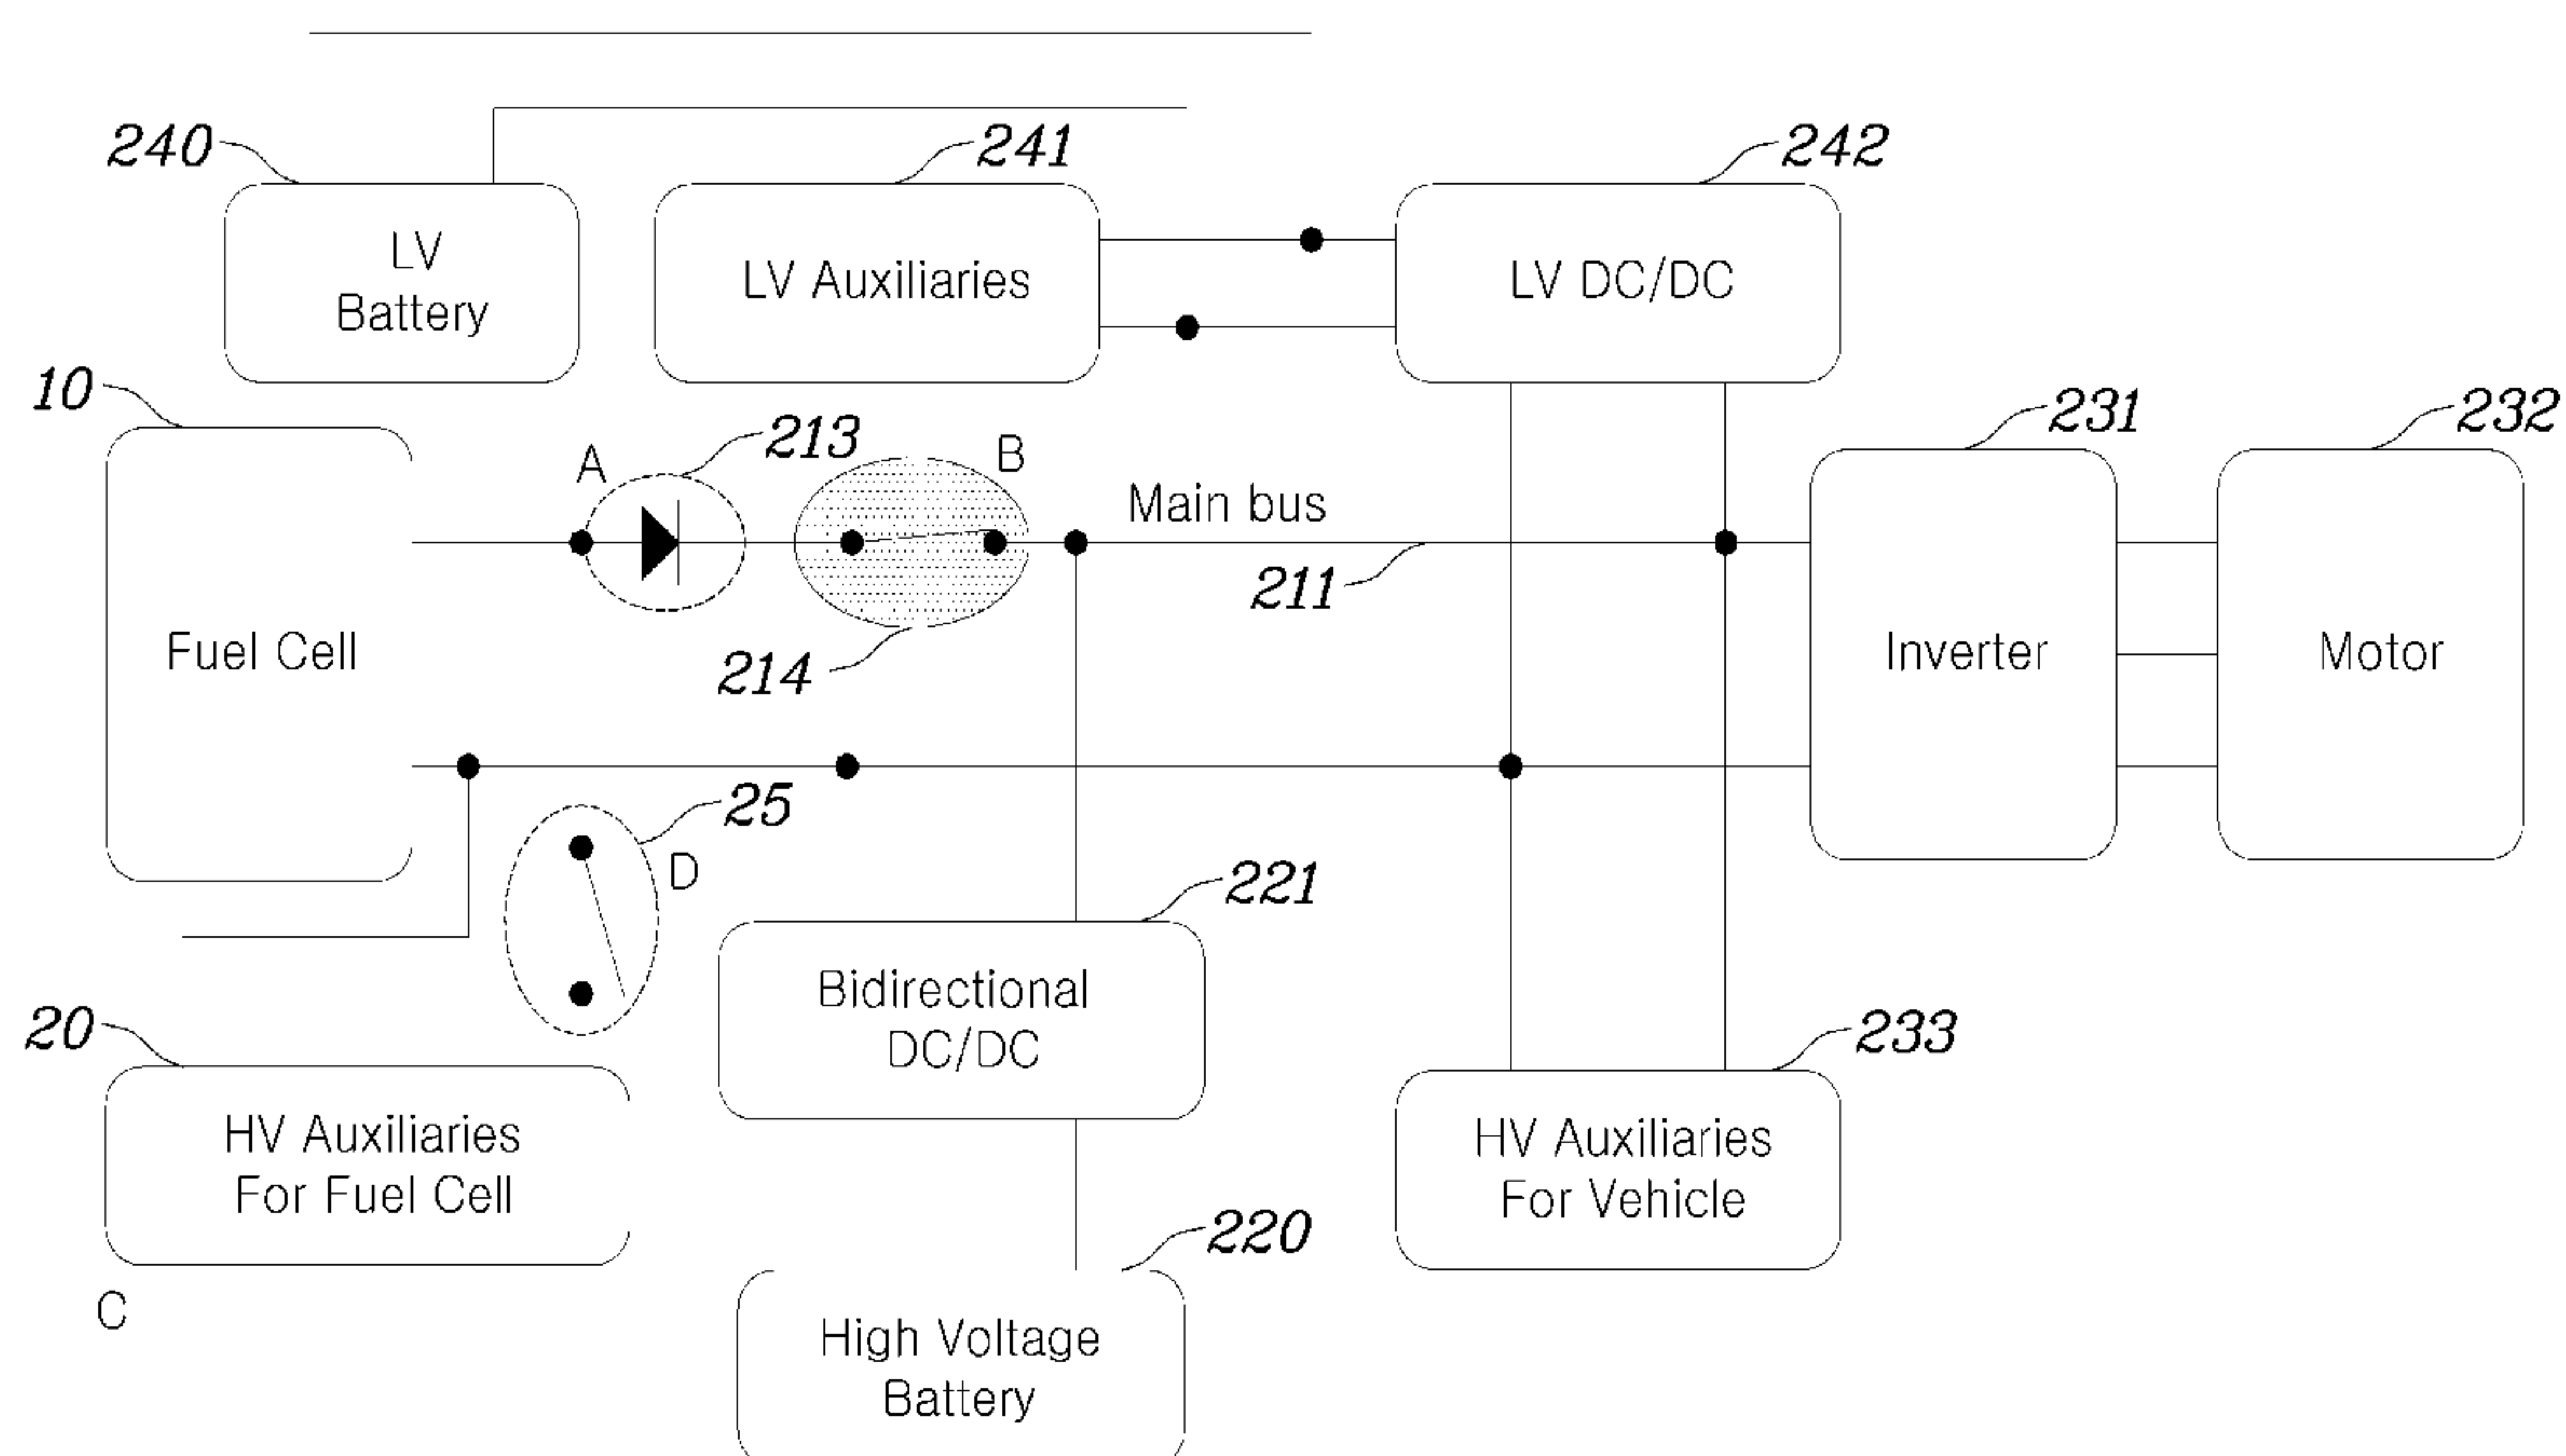 240
241
242
LV
Battery
LV Auxiliaries
LV DC/DC
10
A
213
B
231
232
Main bus
211
Fuel Cell
214
Inverter
Motor
25
D
221
Bidirectional
DC/DC
20
233
HV Auxiliaries
For Fuel Cell
HV Auxiliaries
For Vehicle
220
C
High Voltage
Battery